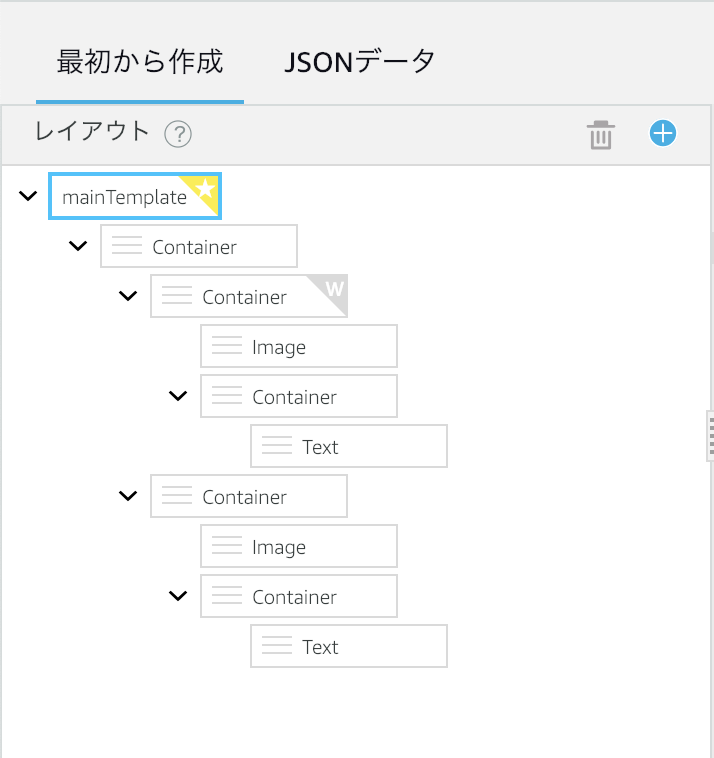 最初から作成 JSONデータ
レイアウト ?
mainTemplate
Container
Container W
Image
Container
Text
Container
Image
Container
Text